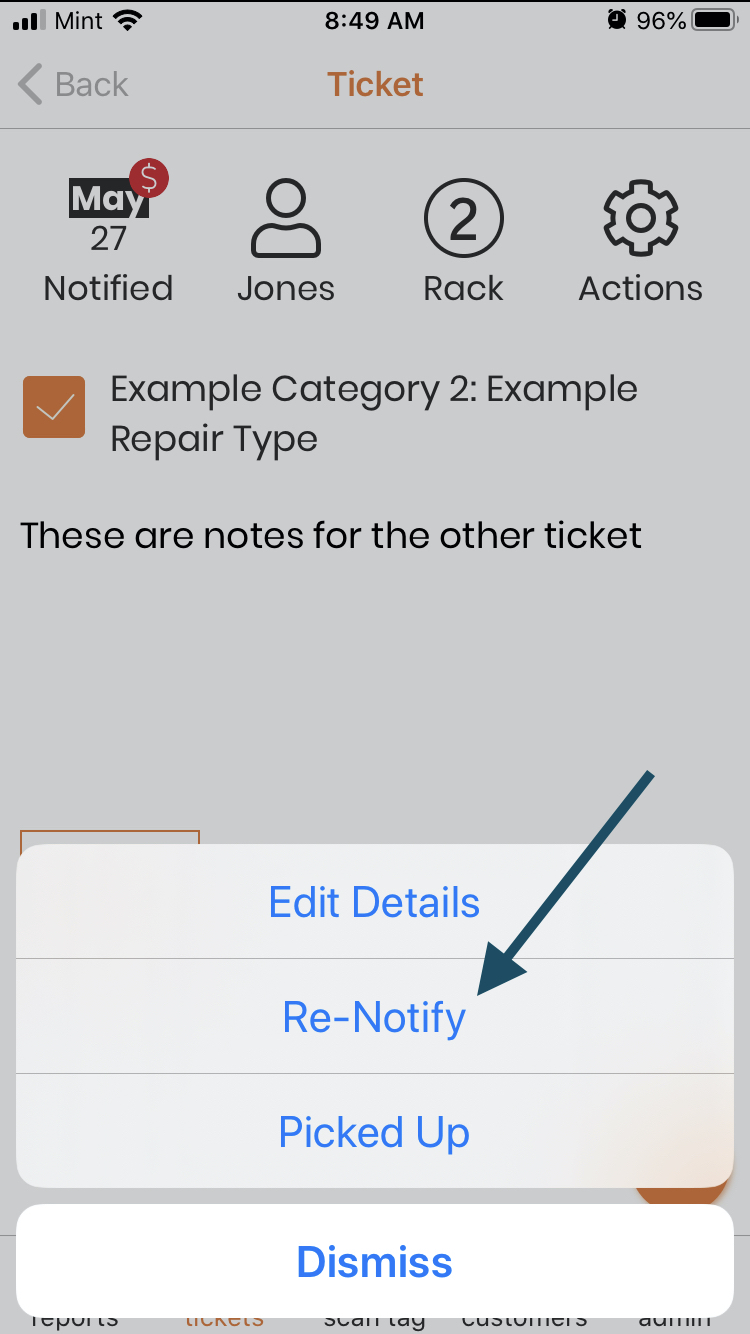 Mint 8:49 AM 96%
Back Ticket
$
May
27 2
Notified Jones Rack Actions
Example Category 2: Example
Repair Type
These are notes for the other ticket
Edit Details
Re-Notify
Picked Up
Dismiss
reports tickets scan tag customers admin